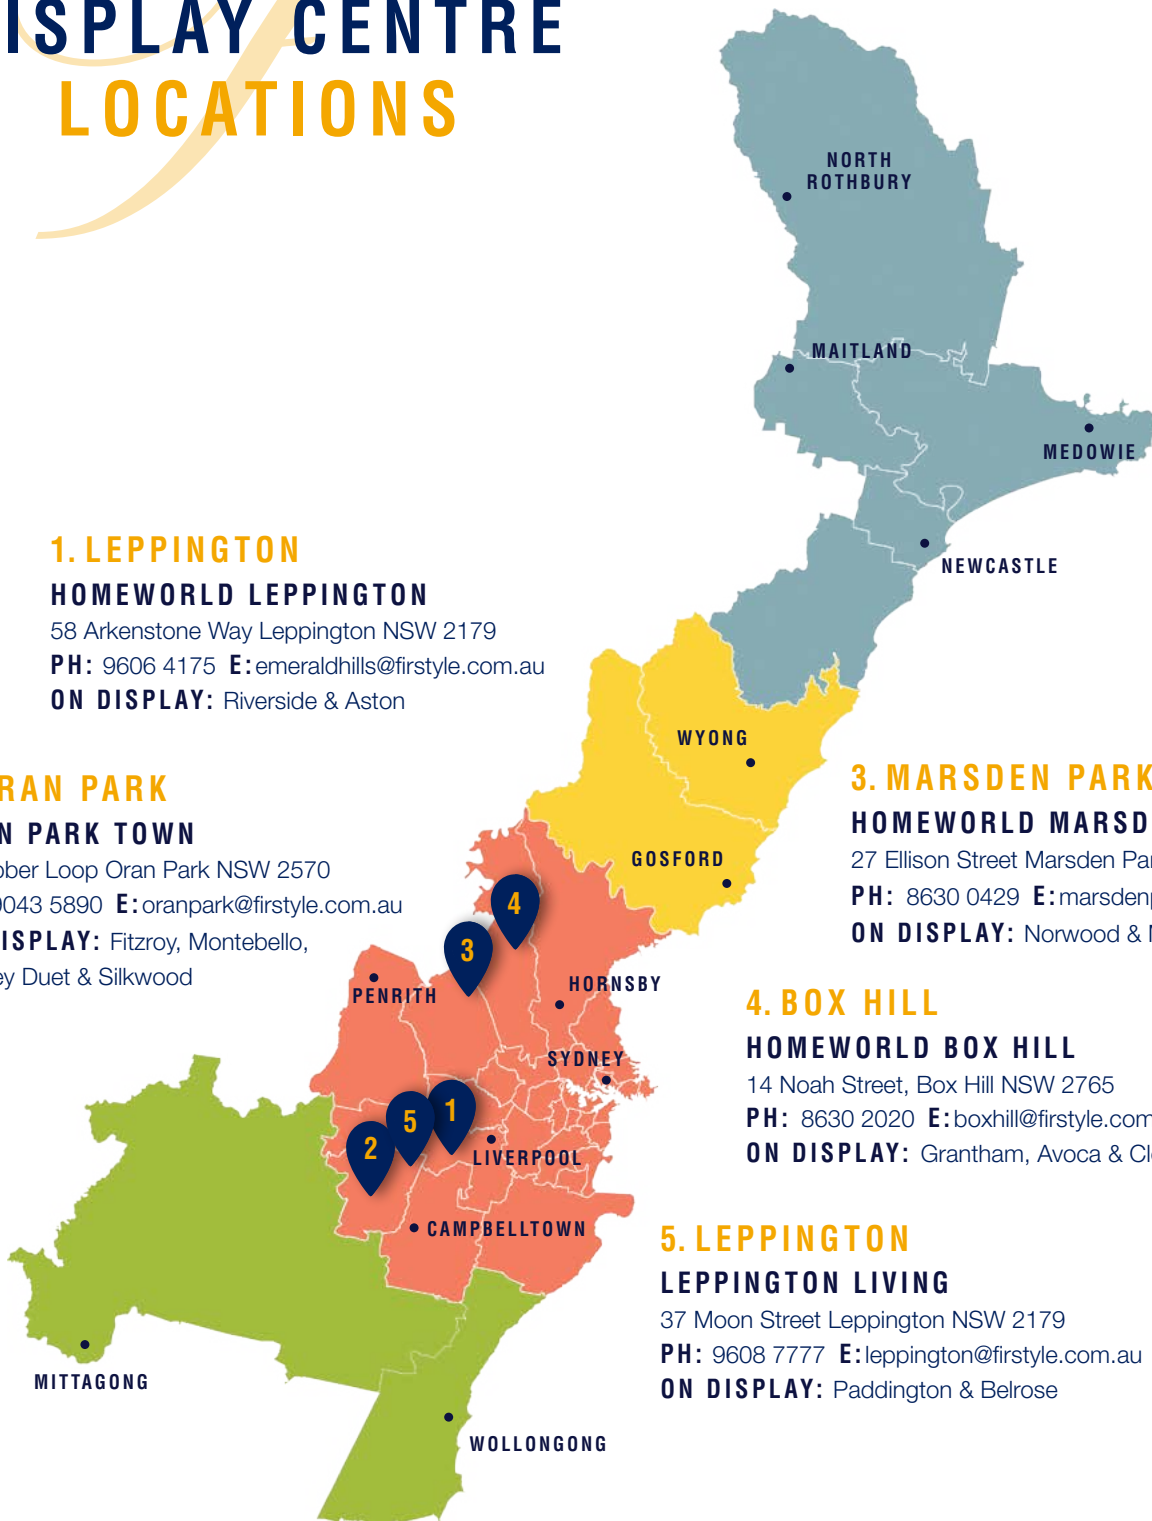 ISPLAY CENTRE
LOCATIONS
NORTH
ROTHBURY
MAITLAND
MEDOWIE
NEWCASTLE
1. LEPPINGTON
HOMEWORLD LEPPINGTON
58 Arkenstone Way Leppington NSW 2179
PH: 9606 4175 E: emeraldhills@firstyle.com.au
ON DISPLAY: Riverside & Aston
WYONG
GOSFORD
RAN PARK
N PARK TOWN
ber Loop Oran Park NSW 2570
9043 5890 E: oranpark@firstyle.com.au
ISPLAY: Fitzroy, Montebello,
ey Duet & Silkwood
3. MARSDEN PARK
HOMEWORLD MARSD
27 Ellison Street Marsden Par
PH: 8630 0429 E: marsden
ON DISPLAY: Norwood &
4
3
PENRITH
HORNSBY
SYDNEY
4. BOX HILL
HOMEWORLD BOX HILL
14 Noah Street, Box Hill NSW 2765
PH: 8630 2020 E: boxhill@firstyle.com
ON DISPLAY: Grantham, Avoca & Cl
1
5
2
LIVERPOOL
CAMPBELLTOWN
5. LEPPINGTON
LEPPINGTON LIVING
37 Moon Street Leppington NSW 2179
PH: 9608 7777 E: leppington@firstyle.com.au
ON DISPLAY: Paddington & Belrose
MITTAGONG
WOLLONGONG